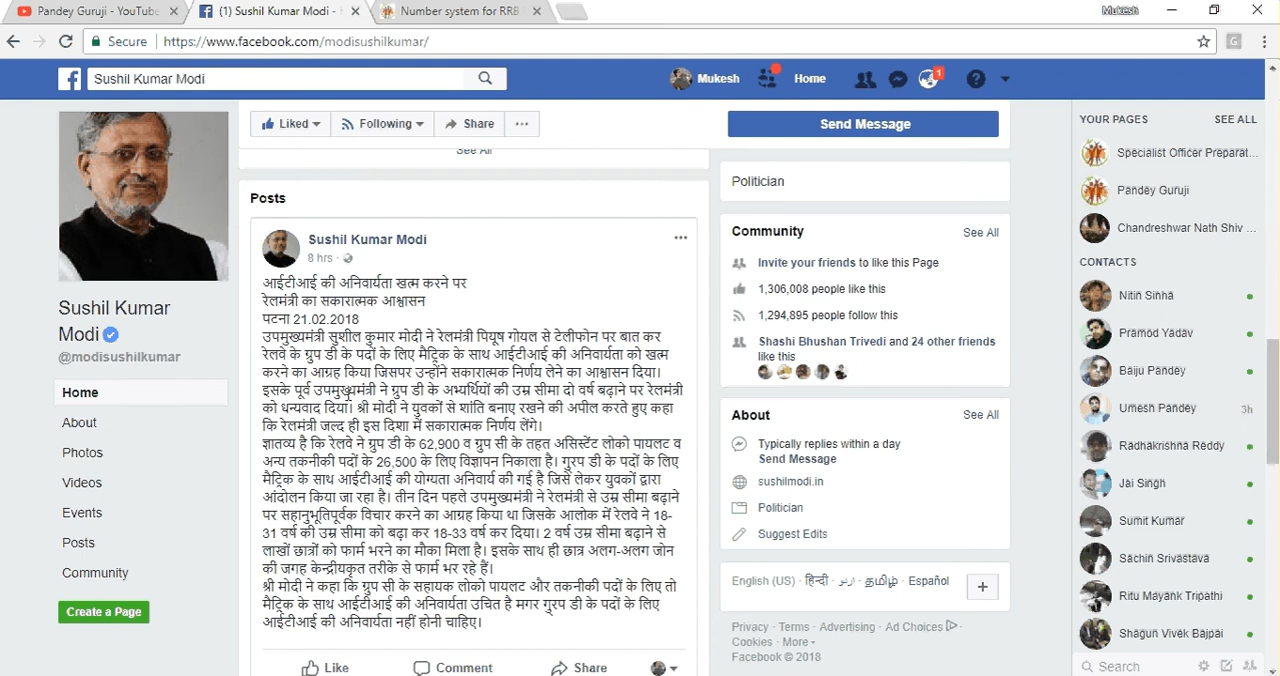 Pandey Guruji - YouTube
(1) Sushil Kumar Modi -
Number system for RRB
Mukesh
Secure
https://www.facebook.com/modisushilkumar/
Sushil Kumar Modi
Mukesh
Home
1
Sushil Kumar
Modi
@modisushilkumar
Home
About
Photos
Videos
Events
Posts
Community
Create a Page
Liked
Following
Share
Send Message
See All
Posts
Sushil Kumar Modi
8 hrs ·
आईटीआई की अनिवार्यता खत्म करने पर
रेलमंत्री का सकारात्मक आश्वासन
पटना 21.02.2018
उपमुख्यमंत्री सुशील कुमार मोदी ने रेलमंत्री पियूष गोयल से टेलीफोन पर बात कर
रेलवे के ग्रुप डी के पदों के लिए मैट्रिक के साथ आईटीआई की अनिवार्यता को खत्म
करने का आग्रह किया जिसपर उन्होंने सकारात्मक निर्णय लेने का आश्वासन दिया।
इसके पूर्व उपमुख्यमंत्री ने ग्रुप डी के अभ्यर्थियों की उम्र सीमा दो वर्ष बढ़ाने पर रेलमंत्री
को धन्यवाद दिया। श्री मोदी ने युवकों से शांति बनाए रखने की अपील करते हुए कहा
कि रेलमंत्री जल्द ही इस दिशा में सकारात्मक निर्णय लेंगे।
ज्ञातव्य है कि रेलवे ने ग्रुप डी के 62,900 व ग्रुप सी के तहत असिस्टेंट लोको पायलट व
अन्य तकनीकी पदों के 26,500 के लिए विज्ञापन निकाला है। गु्रप डी के पदों के लिए
मैट्रिक के साथ आईटीआई की योग्यता अनिवार्य की गई है जिसे लेकर युवकों द्वारा
आंदोलन किया जा रहा है। तीन दिन पहले उपमुख्यमंत्री ने रेलमंत्री से उम्र सीमा बढ़ाने
पर सहानुभूतिपूर्वक विचार करने का आग्रह किया था जिसके आलोक में रेलवे ने 18-
31 वर्ष की उम्र सीमा को बढ़ा कर 18-33 वर्ष कर दिया। 2 वर्ष उम्र सीमा बढ़ाने से
लाखों छात्रों को फार्म भरने का मौका मिला है। इसके साथ ही छात्र अलग-अलग जोन
की जगह केन्द्रीयकृत तरीके से फार्म भर रहे हैं।
श्री मोदी ने कहा कि ग्रुप सी के सहायक लोको पायलट और तकनीकी पदों के लिए तो
मैट्रिक के साथ आईटीआई की अनिवार्यता उचित है मगर गु्रप डी के पदों के लिए
आईटीआई की अनिवार्यता नहीं होनी चाहिए।
Like
Comment
Share
Politician
Community
See All
Invite your friends to like this Page
1,306,008 people like this
1,294,895 people follow this
Shashi Bhushan Trivedi and 24 other friends
like this
About
See All
Typically replies within a day
Send Message
sushilmodi.in
Politician
Suggest Edits
English (US) · हिन्दी · اردو · தமிழ் · Español
Privacy · Terms · Advertising · Ad Choices ·
Cookies · More
Facebook © 2018
YOUR PAGES
SEE ALL
Specialist Officer Preparat...
Pandey Guruji
Chandreshwar Nath Shiv ...
CONTACTS
Nitin Sinha
Pramod Yadav
Baiju Pandey
Umesh Pandey
3h
Radhakrishna Reddy
Jai Singh
Sumit Kumar
Sachin Srivastava
Ritu Mayank Tripathi
Shagun Vivek Bajpai
Search